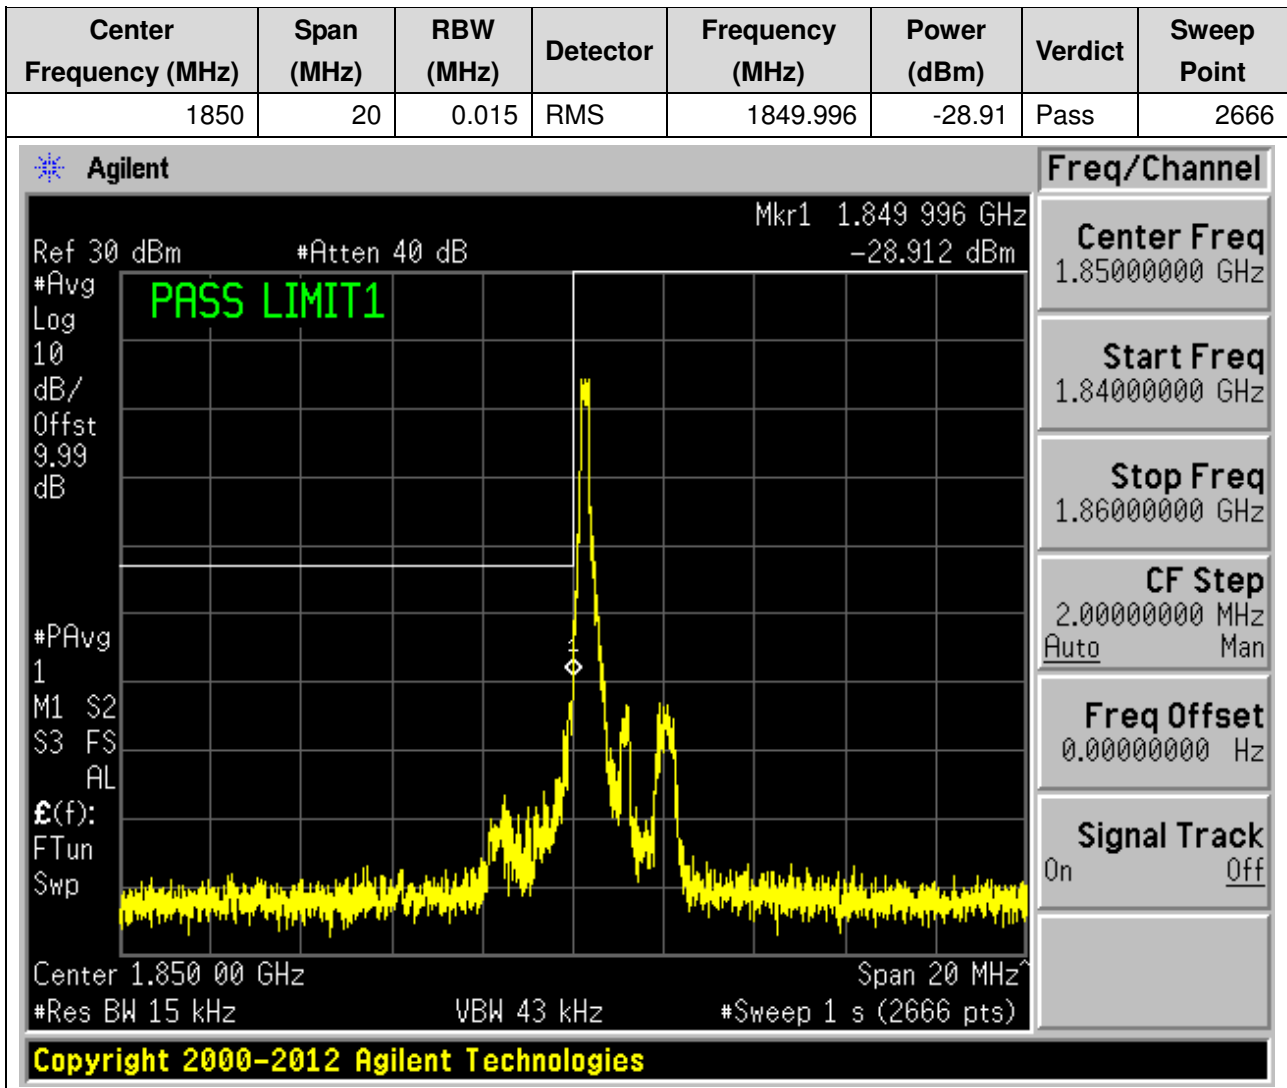 Center Frequency (MHz) Span (MHz) RBW (MHz) Detector Frequency (MHz) Power (dBm) Verdict Sweep Point
1850 20 0.015 RMS 1849.996 -28.91 Pass 2666
Agilent
Freq/Channel
Mkr1 1.849 996 GHz
Ref 30 dBm #Atten 40 dB -28.912 dBm
#Avg
Log
10
dB/
Offst
9.99
dB
PASS LIMIT1
#PAvg
1
M1 S2
S3 FS
AL
£(f):
FTun
Swp
1
Center 1.850 00 GHz Span 20 MHz^
#Res BW 15 kHz VBW 43 kHz #Sweep 1 s (2666 pts)
Center Freq
1.85000000 GHz
Start Freq
1.84000000 GHz
Stop Freq
1.86000000 GHz
CF Step
2.00000000 MHz
Auto Man
Freq Offset
0.00000000 Hz
Signal Track
On Off
Copyright 2000-2012 Agilent Technologies